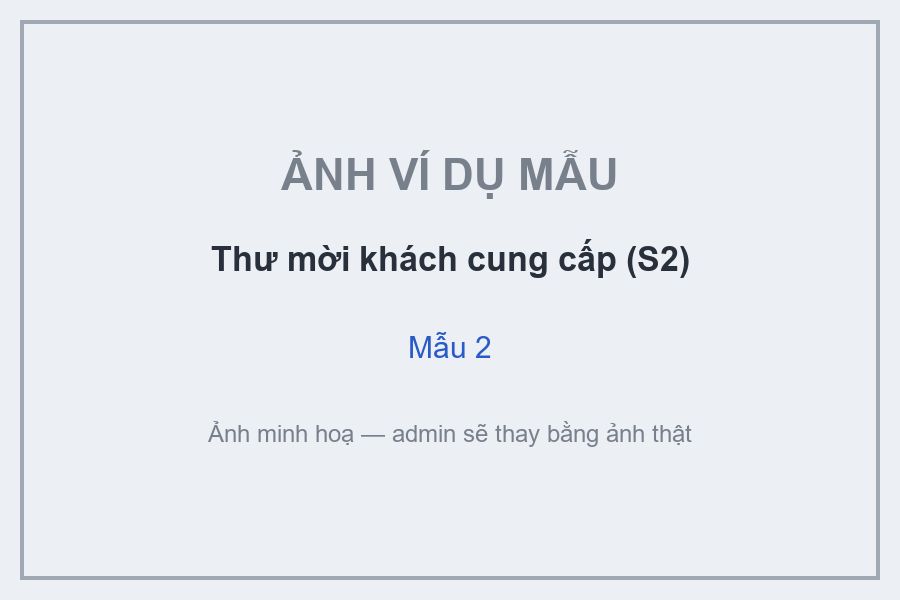 ẢNH VÍ DỤ MẪU
Thư mời khách cung cấp (S2)
Mẫu 2
Ảnh minh hoạ — admin sẽ thay bằng ảnh thật